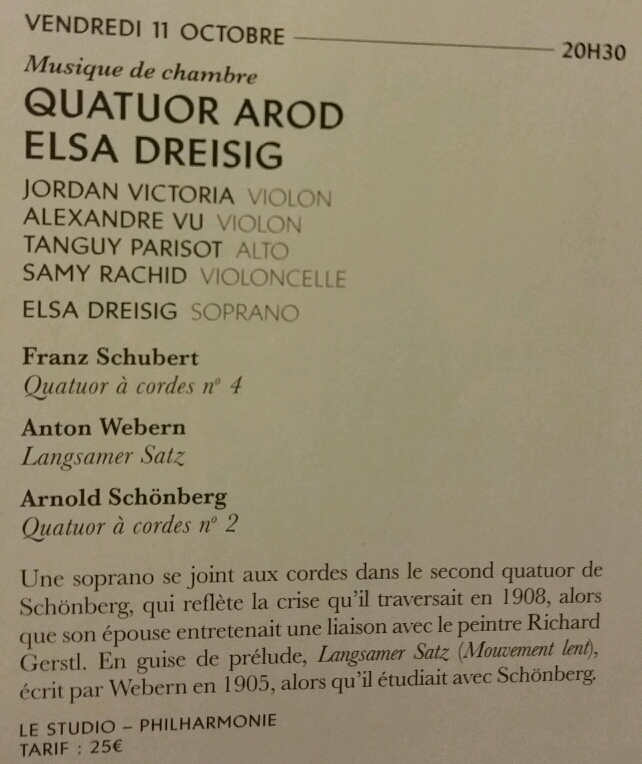 VENDREDI 11 OCTOBRE 20H30
Musique de chambre
QUATUOR AROD
ELSA DREISIG
JORDAN VICTORIA VIOLON
ALEXANDRE VU VIOLON
TANGUY PARISOT ALTO
SAMY RACHID VIOLONCELLE
ELSA DREISIG SOPRANO
Franz Schubert
Quatuor à cordes nº 4
Anton Webern
Langsamer Satz
Arnold Schönberg
Quatuor à cordes nº 2
Une soprano se joint aux cordes dans le second quatuor de
Schönberg, qui reflète la crise qu'il traversait en 1908, alors
que son épouse entretenait une liaison avec le peintre Richard
Gerstl. En guise de prélude, Langsamer Satz (Mouvement lent),
écrit par Webern en 1905, alors qu'il étudiait avec Schönberg.
LE STUDIO – PHILHARMONIE
TARIF : 25€